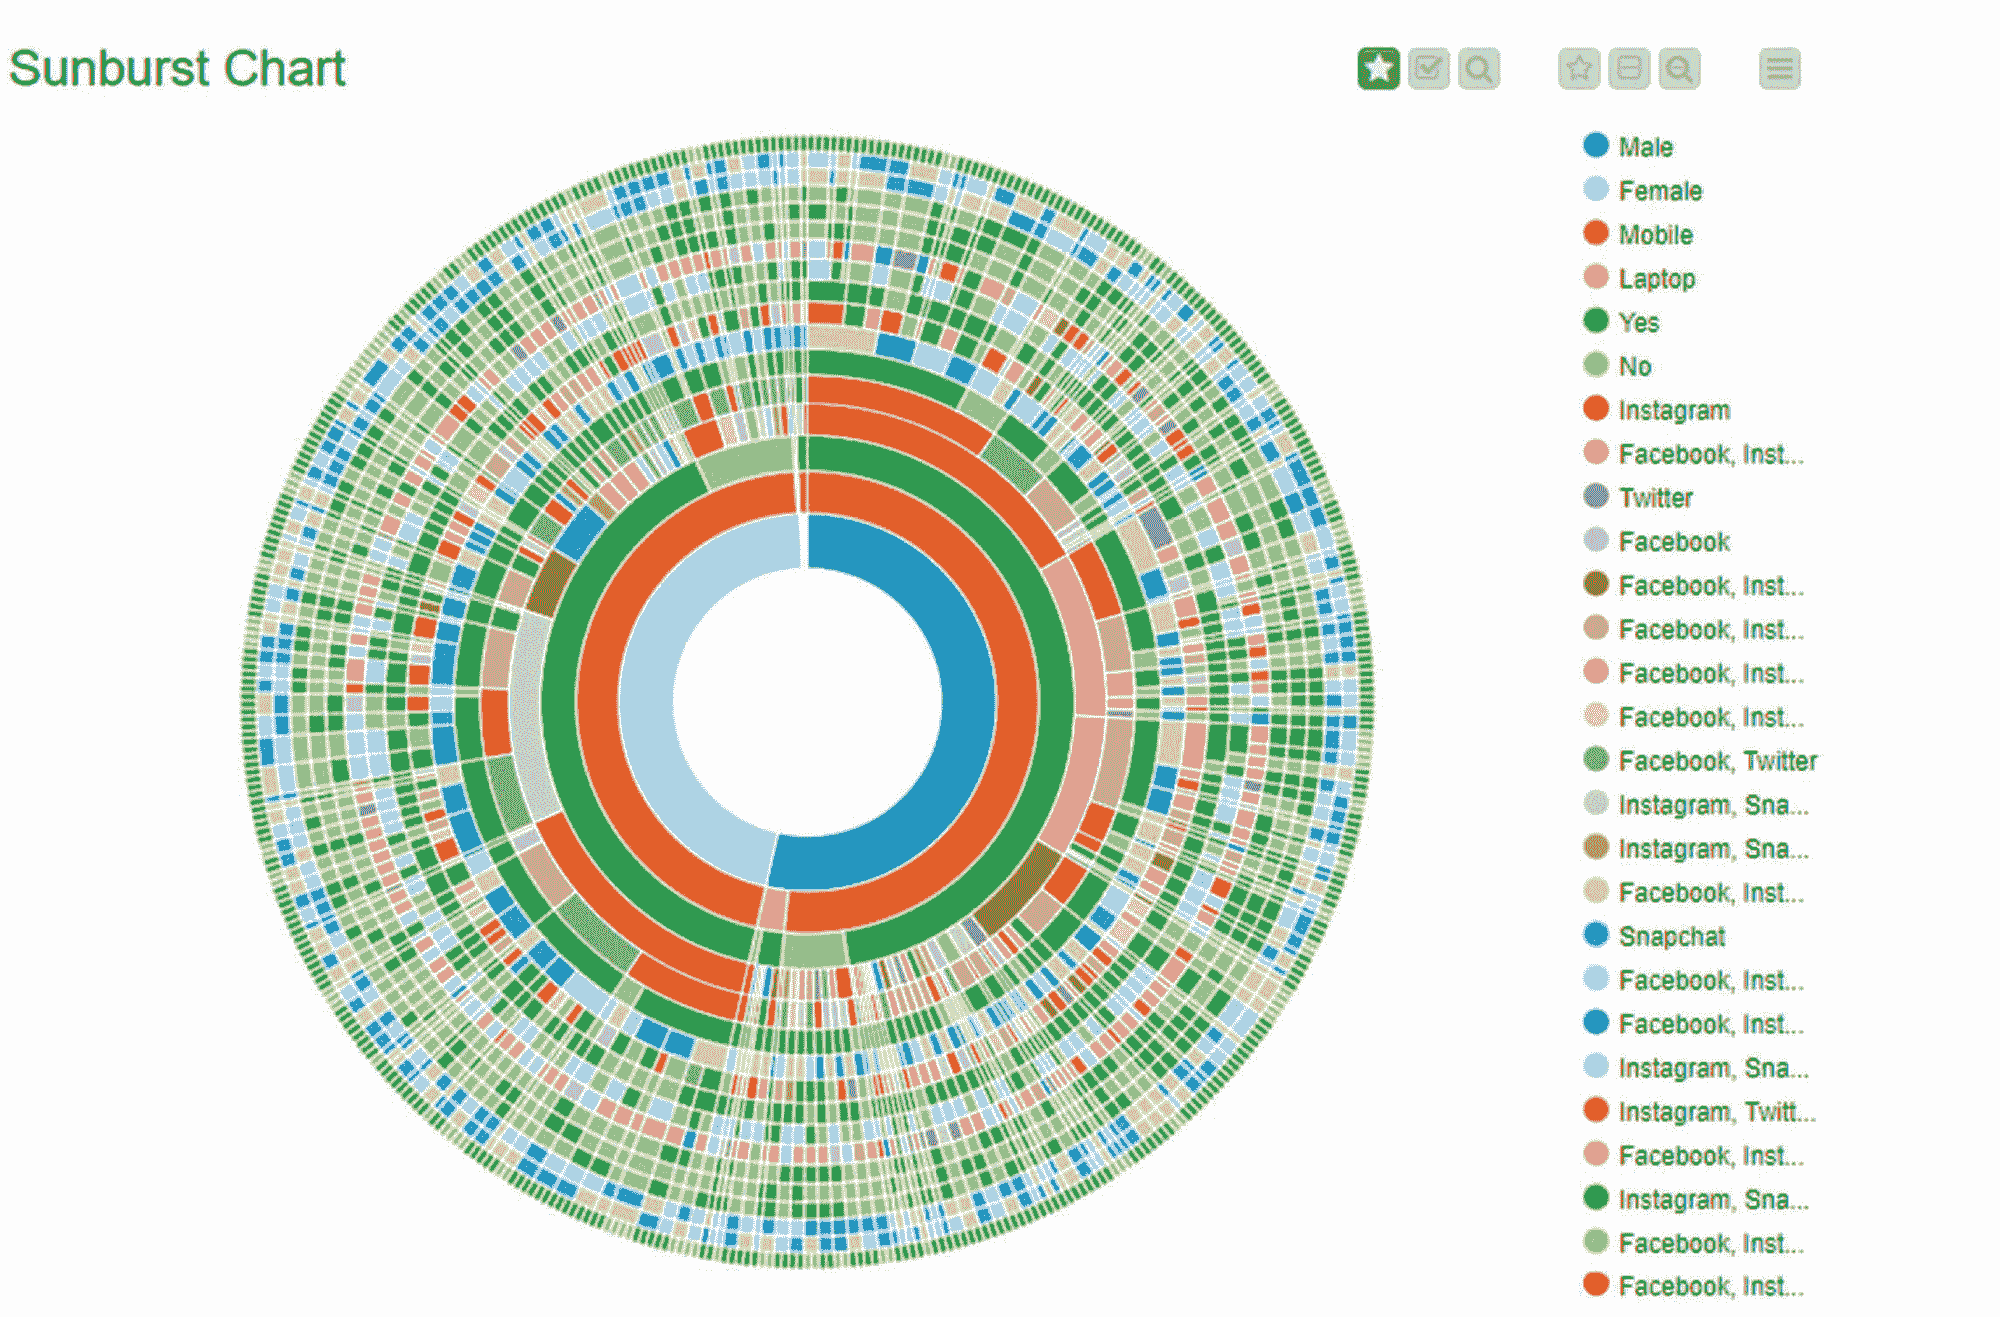 Sunburst Chart
Male
Female
Mobile
Laptop
Yes
No
Instagram
Facebook, Inst...
Twitter
Facebook
Facebook, Inst...
Facebook, Inst...
Facebook, Inst...
Facebook, Inst...
Facebook, Twitter
Instagram, Sna...
Instagram, Sna...
Facebook, Inst...
Snapchat
Facebook, Inst...
Facebook, Inst...
Instagram, Sna...
Instagram, Twitt...
Facebook, Inst...
Instagram, Sna...
Facebook, Inst...
Facebook, Inst...